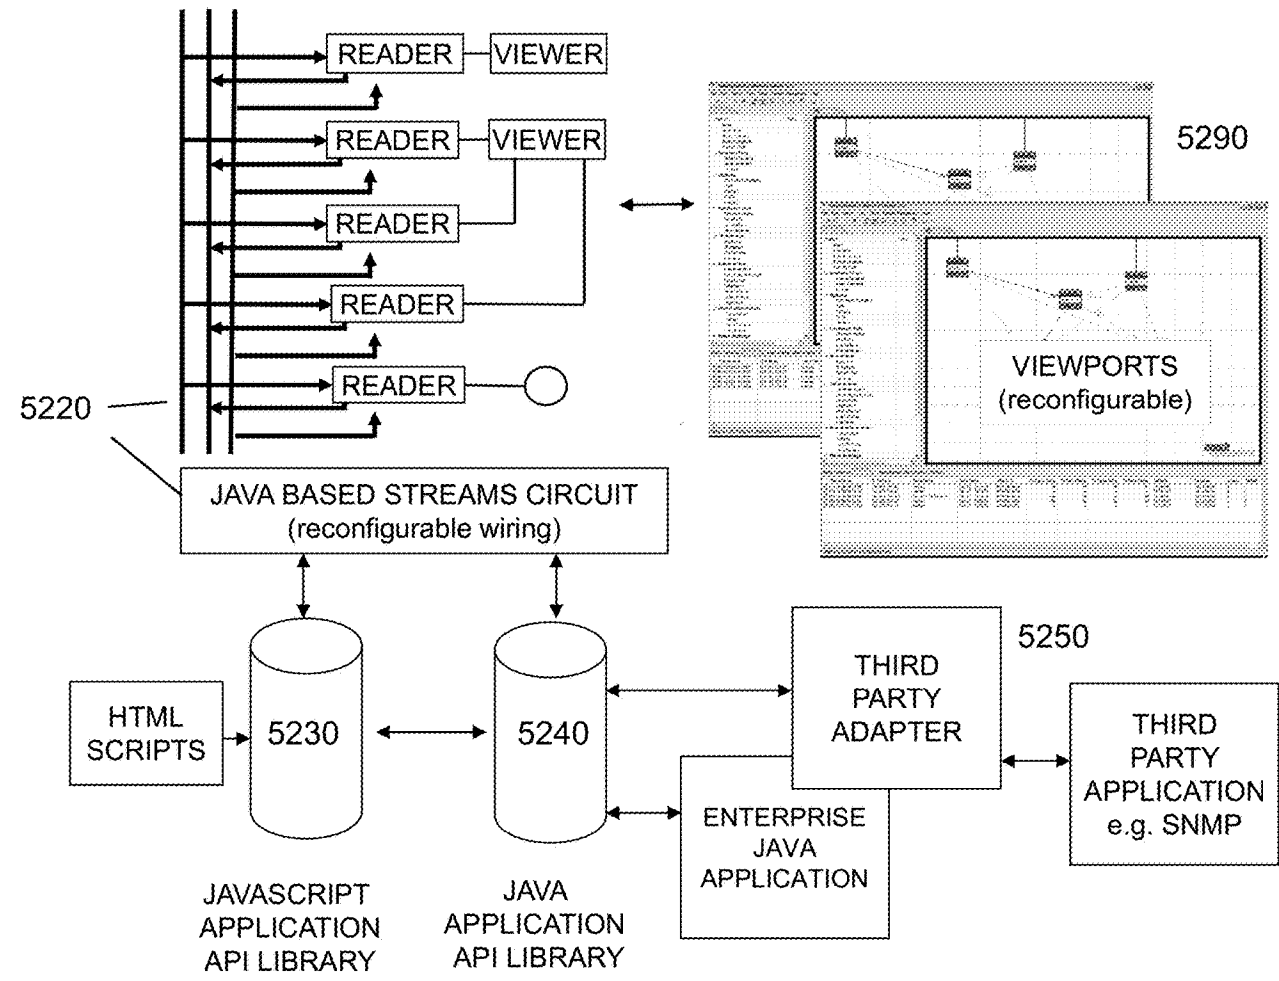 READER VIEWER
READER VIEWER
READER
READER
READER
5220
5290
VIEWPORTS
(reconfigurable)
JAVA BASED STREAMS CIRCUIT
(reconfigurable wiring)
HTML
SCRIPTS
5230
5240
THIRD
PARTY
ADAPTER
5250
THIRD
PARTY
APPLICATION
e.g. SNMP
ENTERPRISE
JAVA
APPLICATION
JAVASCRIPT
APPLICATION
API LIBRARY
JAVA
APPLICATION
API LIBRARY